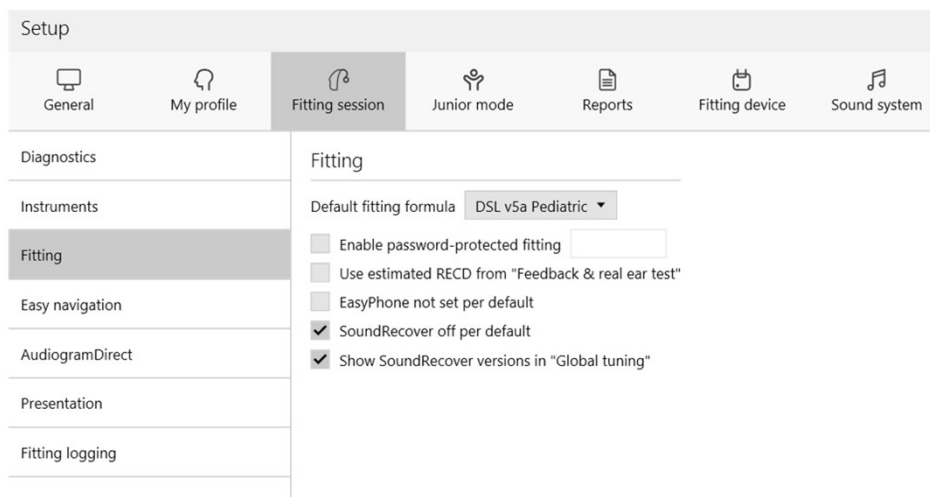 Setup
General
My profile
Fitting session
Junior mode
Reports
Fitting device
Sound system
Diagnostics
Instruments
Fitting
Easy navigation
AudiogramDirect
Presentation
Fitting logging
Fitting
Default fitting formula DSL v5a Pediatric
Enable password-protected fitting
Use estimated RECD from "Feedback & real ear test"
EasyPhone not set per default
SoundRecover off per default
Show SoundRecover versions in "Global tuning"